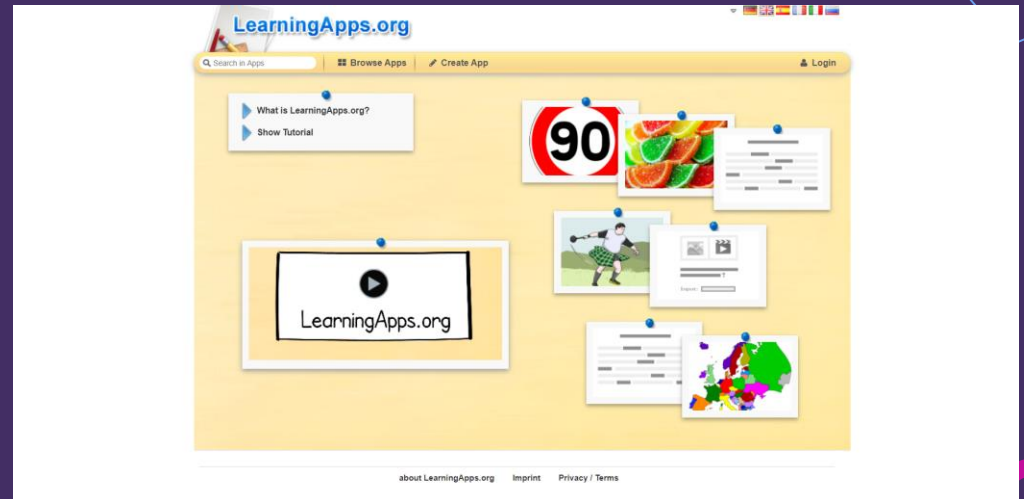 LearningApps.org
Search in Apps
Browse Apps
Create App
Login
What is LearningApps.org?
Show Tutorial
90
LearningApps.org
about LearningApps.org Imprint Privacy / Terms